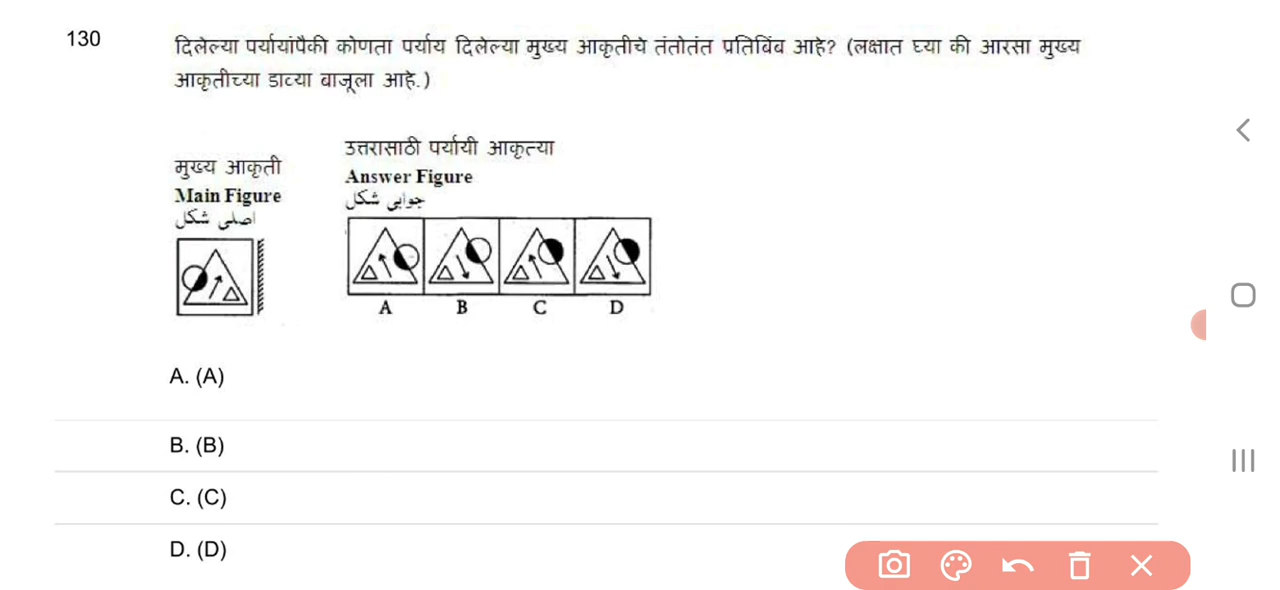 130
दिलेल्या पर्यायांपैकी कोणता पर्याय दिलेल्या मुख्य आकृतीचे तंतोतंत प्रतिबिंब आहे? (लक्षात घ्या की आरसा मुख्य
आकृतीच्या डाव्या बाजूला आहे.)
उत्तरासाठी पर्यायी आकृत्या
Answer Figure
جوابی شکل
मुख्य आकृती
Main Figure
اصلی شکل
A B C D
A. (A)
B. (B)
C. (C)
D. (D)